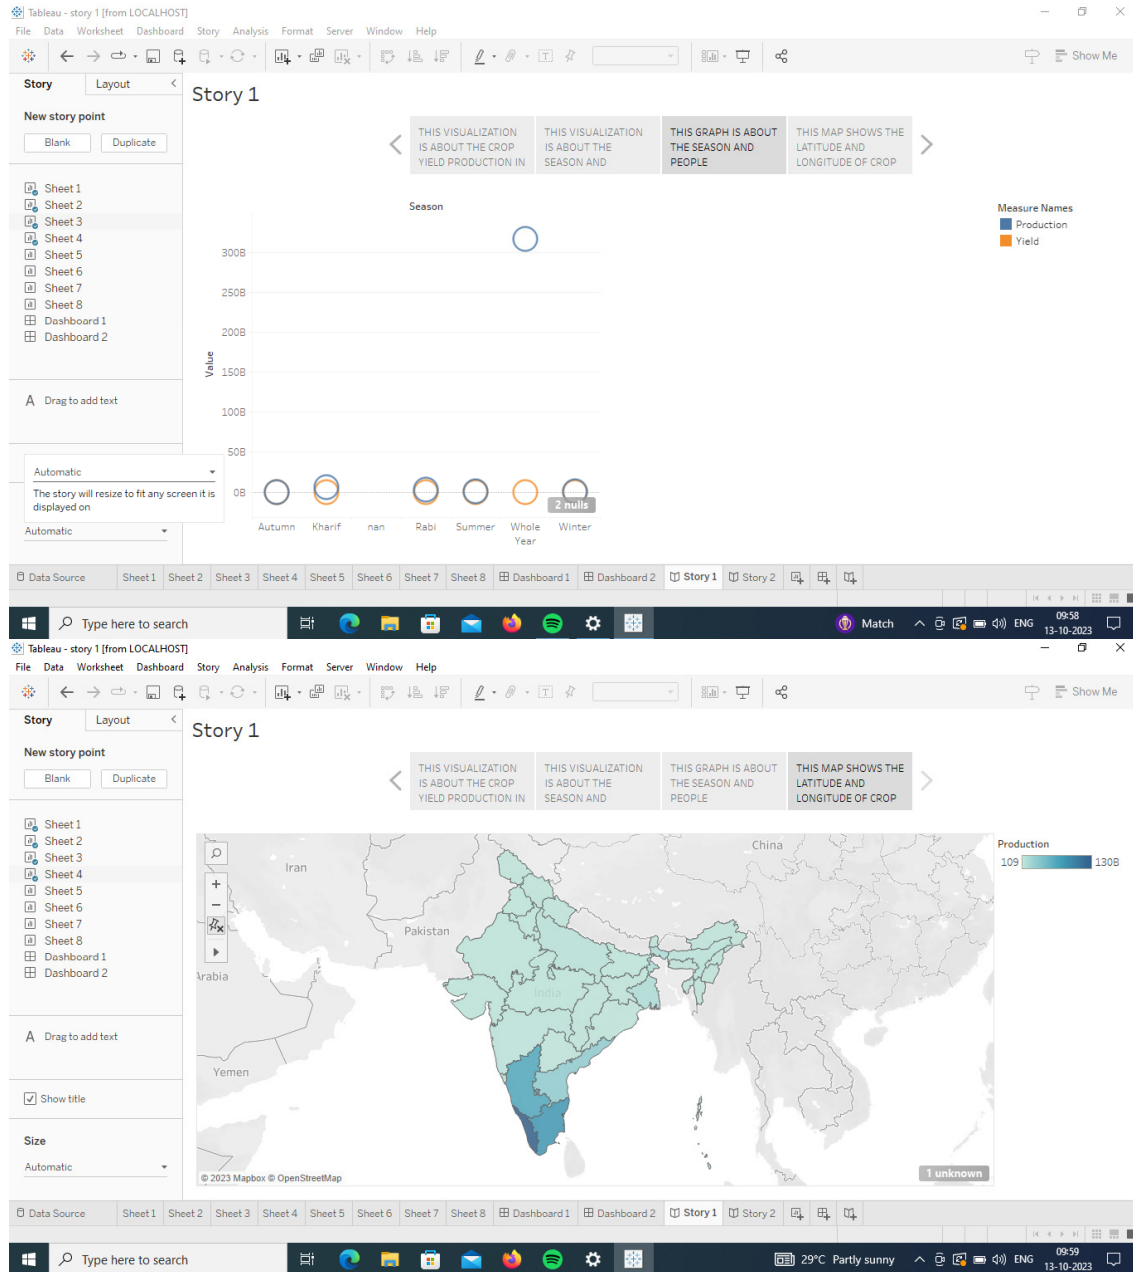 Tableau - story 1 [from LOCALHOST]
File Data Worksheet Dashboard Story Analysis Format Server Window Help
Show Me
Story Layout
Story 1
New story point
Blank Duplicate
THIS VISUALIZATION
IS ABOUT THE CROP
YIELD PRODUCTION IN
THIS VISUALIZATION
IS ABOUT THE
SEASON AND
THIS GRAPH IS ABOUT
THE SEASON AND
PEOPLE
THIS MAP SHOWS THE
LATITUDE AND
LONGITUDE OF CROP
Sheet 1
Sheet 2
Sheet 3
Sheet 4
Sheet 5
Sheet 6
Sheet 7
Sheet 8
Dashboard 1
Dashboard 2
A Drag to add text
Automatic
The story will resize to fit any screen it is
displayed on
Automatic
Season
Value
300B
250B
200B
150B
100B
50B
0B
2 nulls
Autumn Kharif nan Rabi Summer Whole Year Winter
Measure Names
Production
Yield
Data Source Sheet 1 Sheet 2 Sheet 3 Sheet 4 Sheet 5 Sheet 6 Sheet 7 Sheet 8 Dashboard 1 Dashboard 2 Story 1 Story 2
Type here to search
Match
ENG
09:58
13-10-2023
Tableau - story 1 [from LOCALHOST]
File Data Worksheet Dashboard Story Analysis Format Server Window Help
Show Me
Story Layout
Story 1
New story point
Blank Duplicate
THIS VISUALIZATION
IS ABOUT THE CROP
YIELD PRODUCTION IN
THIS VISUALIZATION
IS ABOUT THE
SEASON AND
THIS GRAPH IS ABOUT
THE SEASON AND
PEOPLE
THIS MAP SHOWS THE
LATITUDE AND
LONGITUDE OF CROP
Sheet 1
Sheet 2
Sheet 3
Sheet 4
Sheet 5
Sheet 6
Sheet 7
Sheet 8
Dashboard 1
Dashboard 2
A Drag to add text
Show title
Size
Automatic
China
Iran
Pakistan
Arabia
India
Yemen
© 2023 Mapbox © OpenStreetMap
1 unknown
Production
109 130B
Data Source Sheet 1 Sheet 2 Sheet 3 Sheet 4 Sheet 5 Sheet 6 Sheet 7 Sheet 8 Dashboard 1 Dashboard 2 Story 1 Story 2
Type here to search
29°C Partly sunny
ENG
09:59
13-10-2023